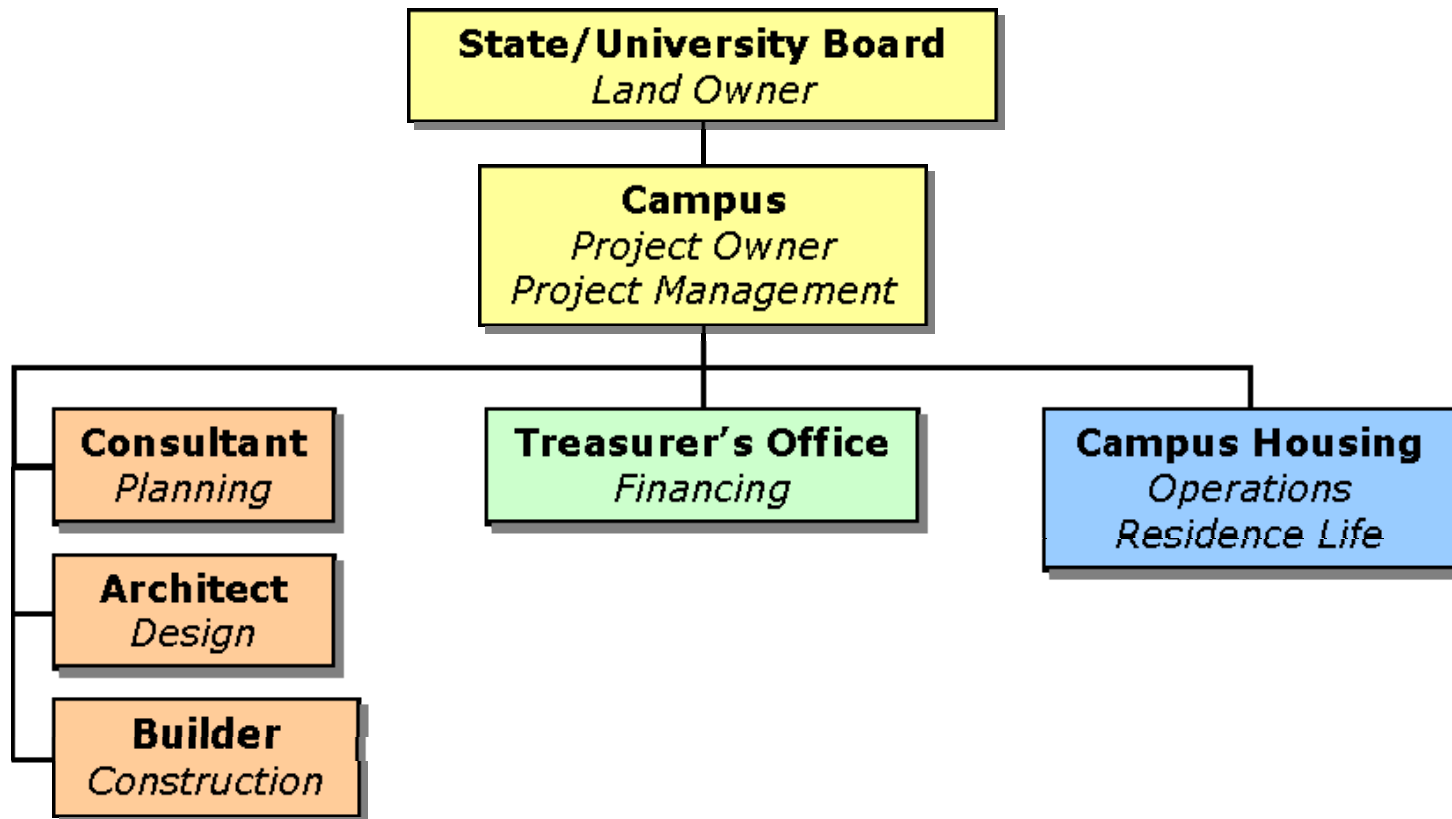 State/University Board
Land Owner
Campus
Project Owner
Project Management
Consultant
Planning
Treasurer’s Office
Financing
Campus Housing
Operations
Residence Life
Architect
Design
Builder
Construction